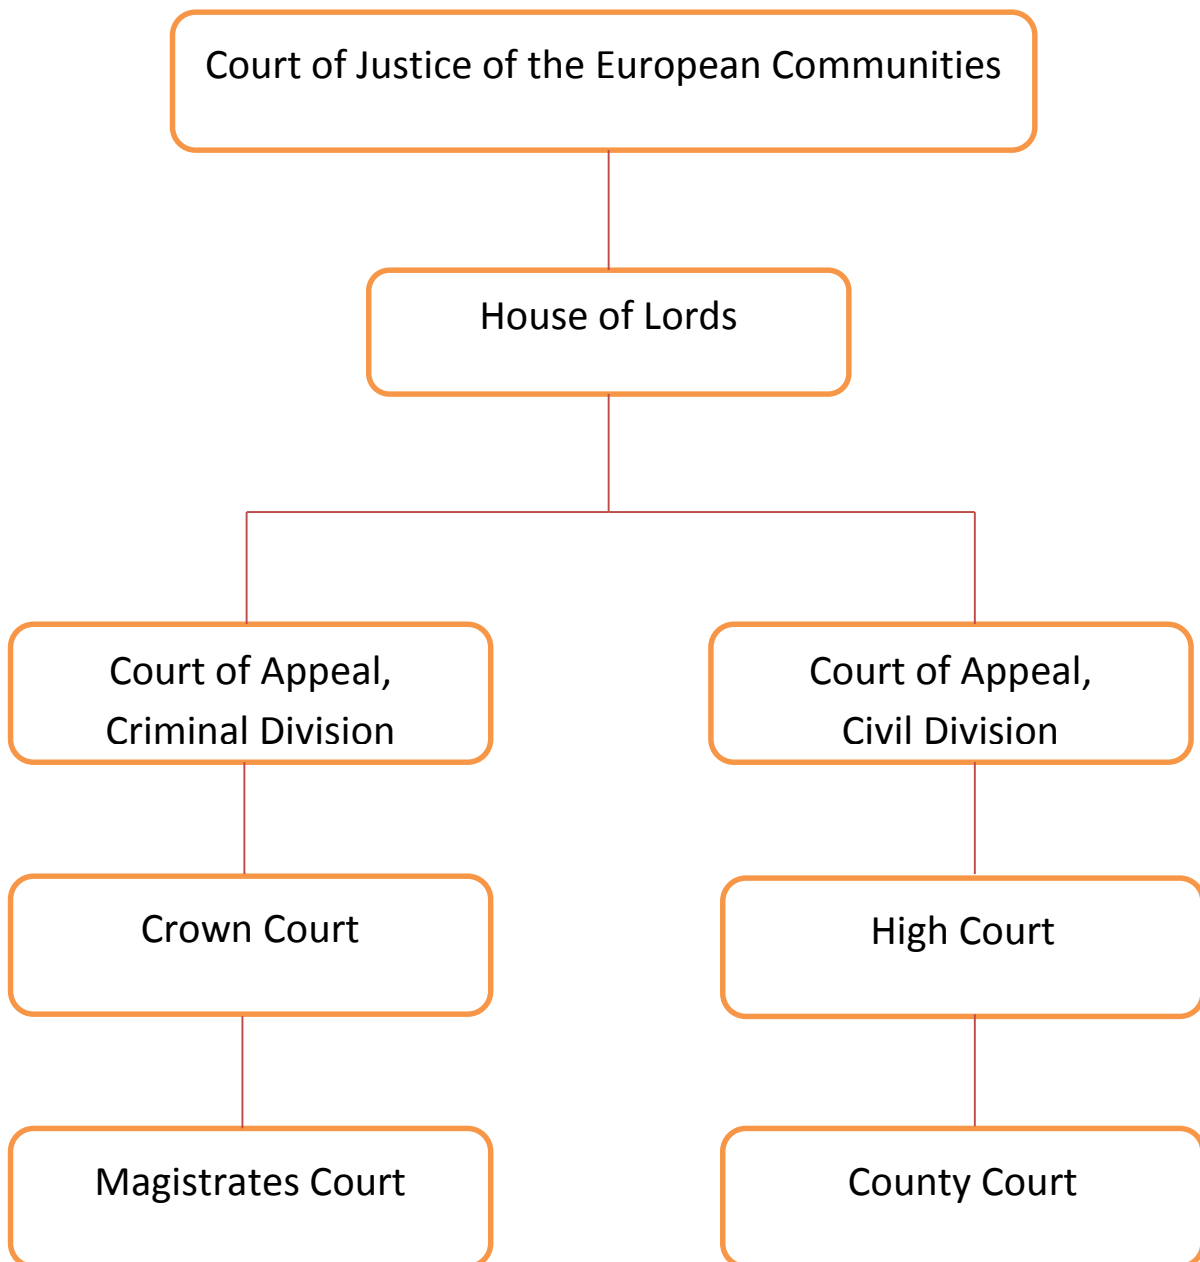 Court of Justice of the European Communities
House of Lords
Court of Appeal,
Criminal Division
Court of Appeal,
Civil Division
Crown Court
High Court
Magistrates Court
County Court